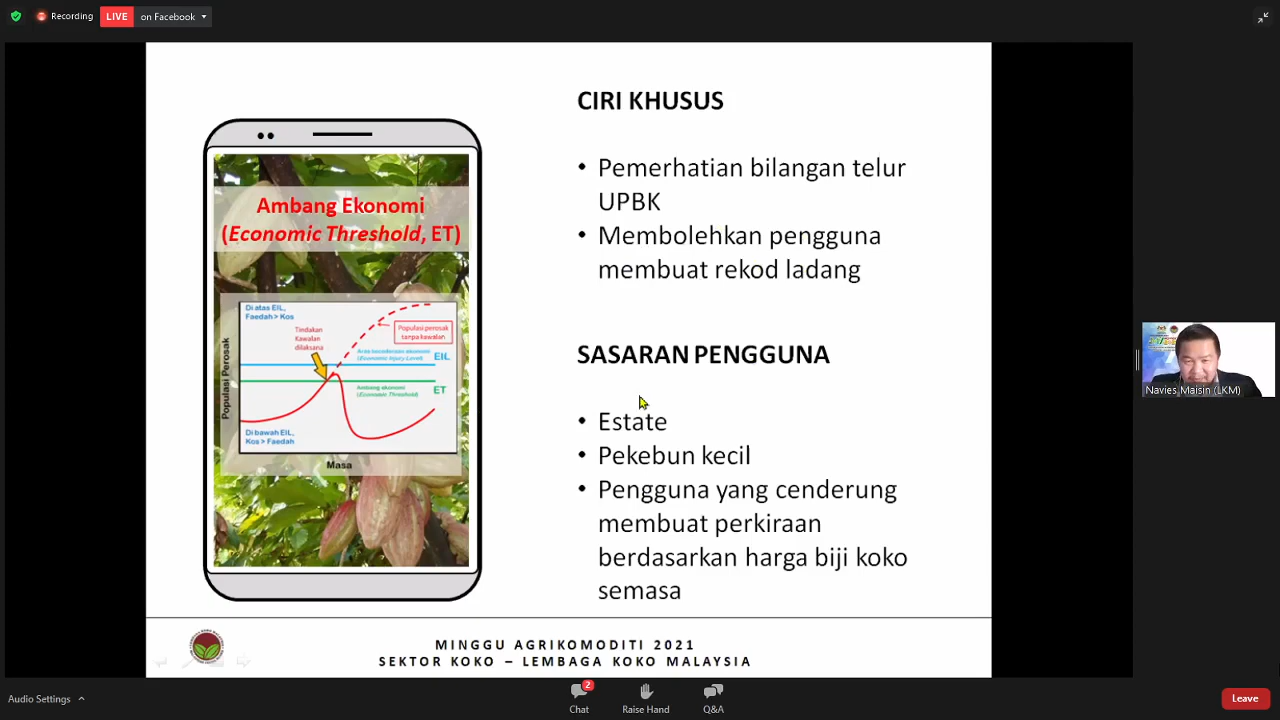 Recording
LIVE
on Facebook
CIRI KHUSUS
• Pemerhatian bilangan telur
UPBK
• Membolehkan pengguna
membuat rekod ladang
SASARAN PENGGUNA
• Estate
• Pekebun kecil
• Pengguna yang cenderung
membuat perkiraan
berdasarkan harga biji koko
semasa
Ambang Ekonomi
(Economic Threshold, ET)
Di atas EIL,
Faedah > Kos
Tindakan
Kawalan
dilaksana
Populasi perosak
tanpa kawalan
(Economic Injury Level)
EIL
Ambang ekonomi
(Economic Threshold)
ET
Di bawah EIL,
Kos > Faedah
Populasi Perosak
Masa
MINGGU AGRIKOMODITI 2021
SEKTOR KOKO – LEMBAGA KOKO MALAYSIA
Navies Maisin (LKM)
Audio Settings
2
Chat
Raise Hand
Q&A
Leave